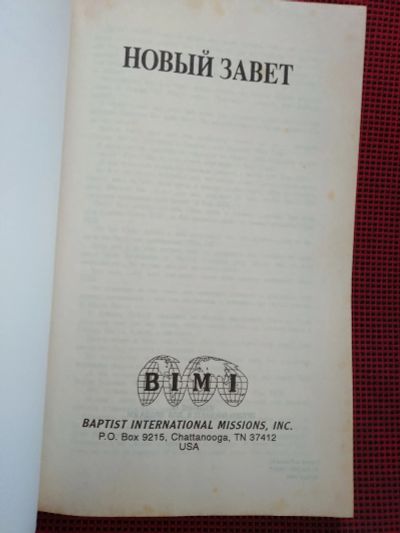 НОВЫЙ ЗАВЕТ
BIMI
BAPTIST INTERNATIONAL MISSIONS, INC.
P.O. Box 9215, Chattanooga, TN 37412
USA